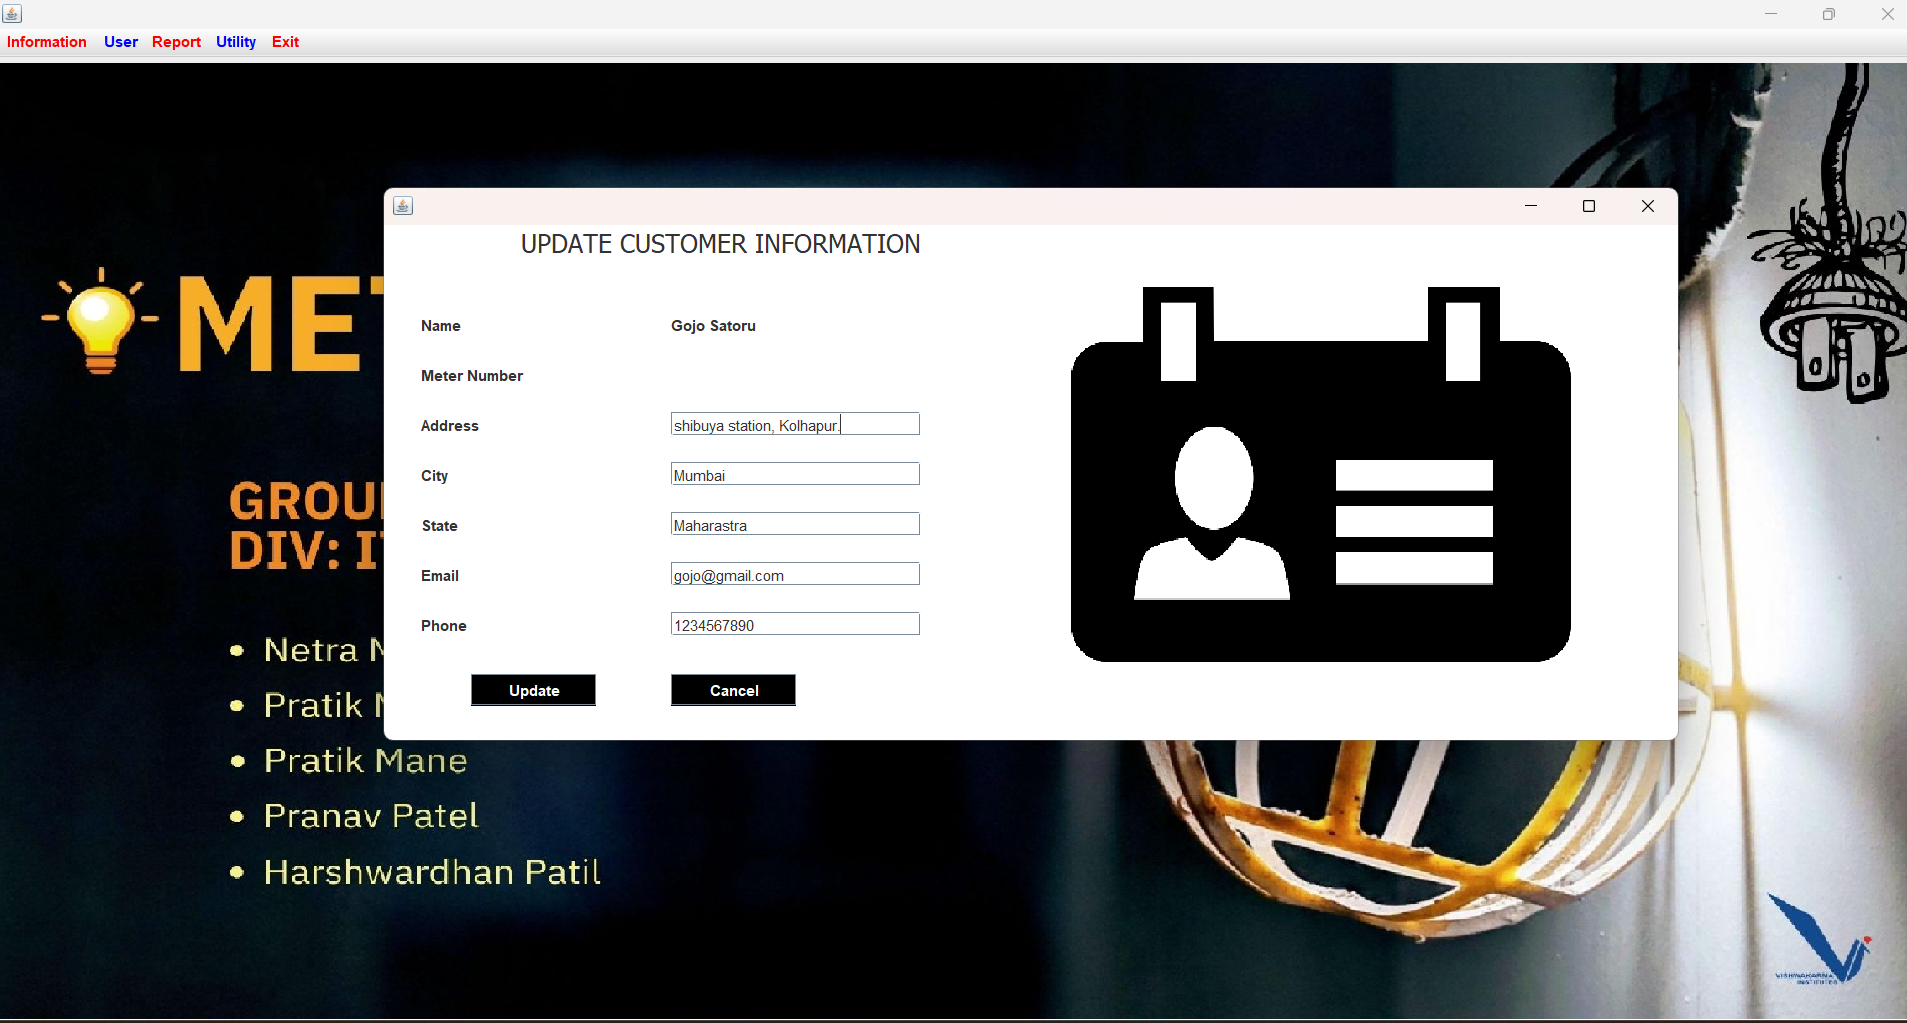 Information User Report Utility Exit
UPDATE CUSTOMER INFORMATION
Name Gojo Satoru
Meter Number
Address shibuya station, Kolhapur.
City Mumbai
State Maharastra
Email gojo@gmail.com
Phone 1234567890
Update Cancel
DIV:
Netra
Pratik
Pratik Mane
Pranav Patel
Harshwardhan Patil